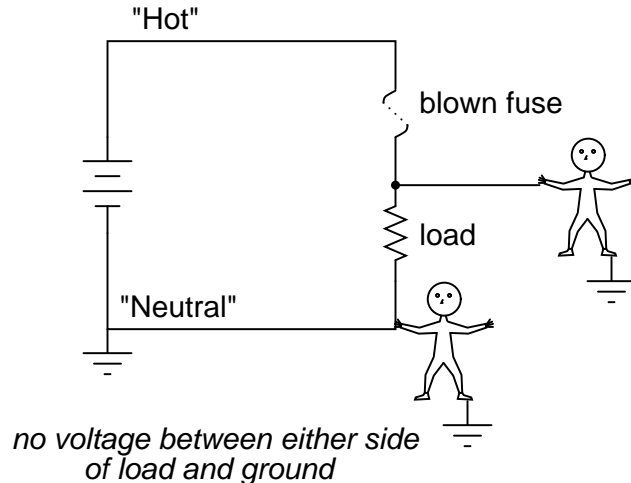 "Hot"
blown fuse
load
"Neutral"
no voltage between either side
of load and ground